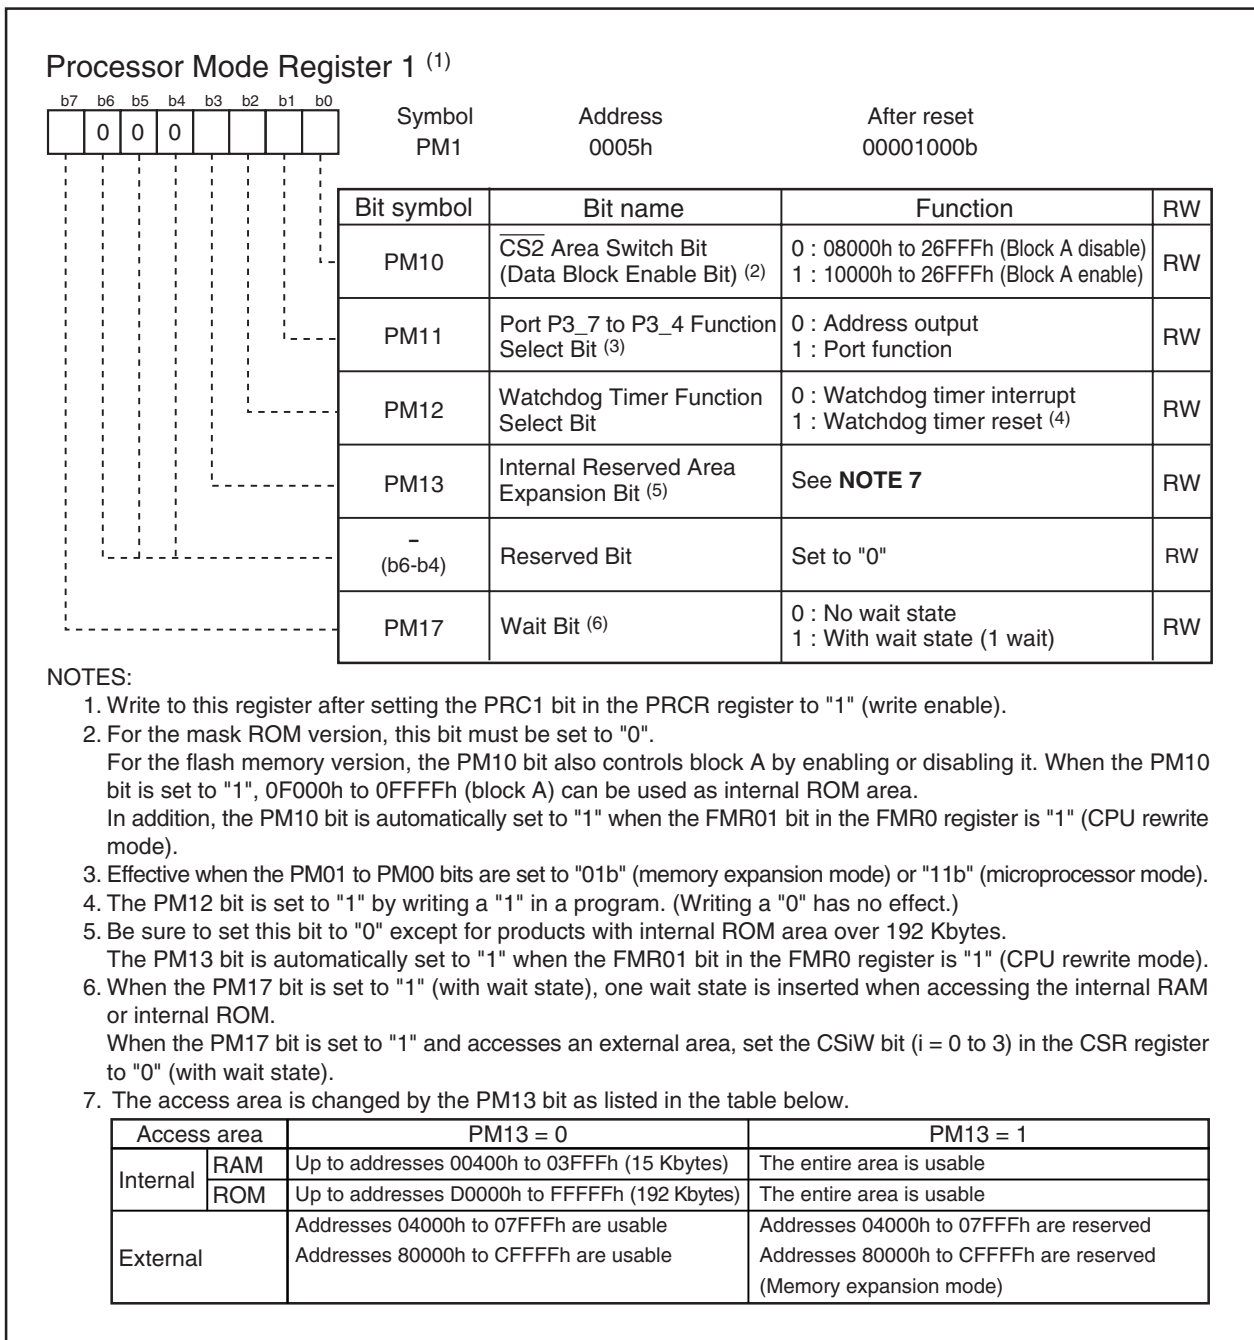 Processor Mode Register 1 (1)
b7 b6 b5 b4 b3 b2 b1 b0
0 0 0
Symbol Address After reset
PM1 0005h 00001000b
Bit symbol Bit name Function RW
PM10 CS2 Area Switch Bit (Data Block Enable Bit) (2) 0 : 08000h to 26FFFh (Block A disable) 1 : 10000h to 26FFFh (Block A enable) RW
PM11 Port P3_7 to P3_4 Function Select Bit (3) 0 : Address output 1 : Port function RW
PM12 Watchdog Timer Function Select Bit 0 : Watchdog timer interrupt 1 : Watchdog timer reset (4) RW
PM13 Internal Reserved Area Expansion Bit (5) See NOTE 7 RW
– (b6-b4) Reserved Bit Set to "0" RW
PM17 Wait Bit (6) 0 : No wait state 1 : With wait state (1 wait) RW
NOTES:
1. Write to this register after setting the PRC1 bit in the PRCR register to "1" (write enable).
2. For the mask ROM version, this bit must be set to "0".
For the flash memory version, the PM10 bit also controls block A by enabling or disabling it. When the PM10
bit is set to "1", 0F000h to 0FFFFh (block A) can be used as internal ROM area.
In addition, the PM10 bit is automatically set to "1" when the FMR01 bit in the FMR0 register is "1" (CPU rewrite
mode).
3. Effective when the PM01 to PM00 bits are set to "01b" (memory expansion mode) or "11b" (microprocessor mode).
4. The PM12 bit is set to "1" by writing a "1" in a program. (Writing a "0" has no effect.)
5. Be sure to set this bit to "0" except for products with internal ROM area over 192 Kbytes.
The PM13 bit is automatically set to "1" when the FMR01 bit in the FMR0 register is "1" (CPU rewrite mode).
6. When the PM17 bit is set to "1" (with wait state), one wait state is inserted when accessing the internal RAM
or internal ROM.
When the PM17 bit is set to "1" and accesses an external area, set the CSiW bit (i = 0 to 3) in the CSR register
to "0" (with wait state).
7. The access area is changed by the PM13 bit as listed in the table below.
Access area PM13 = 0 PM13 = 1
Internal RAM Up to addresses 00400h to 03FFFh (15 Kbytes) The entire area is usable
ROM Up to addresses D0000h to FFFFFh (192 Kbytes) The entire area is usable
External Addresses 04000h to 07FFFh are usable Addresses 04000h to 07FFFh are reserved
Addresses 80000h to CFFFFh are usable Addresses 80000h to CFFFFh are reserved
(Memory expansion mode)